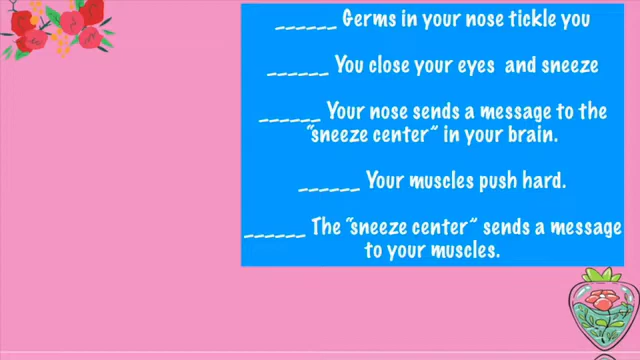 ______ Germs in your nose tickle you
______ You close your eyes and sneeze
______ Your nose sends a message to the
"sneeze center" in your brain.
______ Your muscles push hard.
______ The "sneeze center" sends a message
to your muscles.